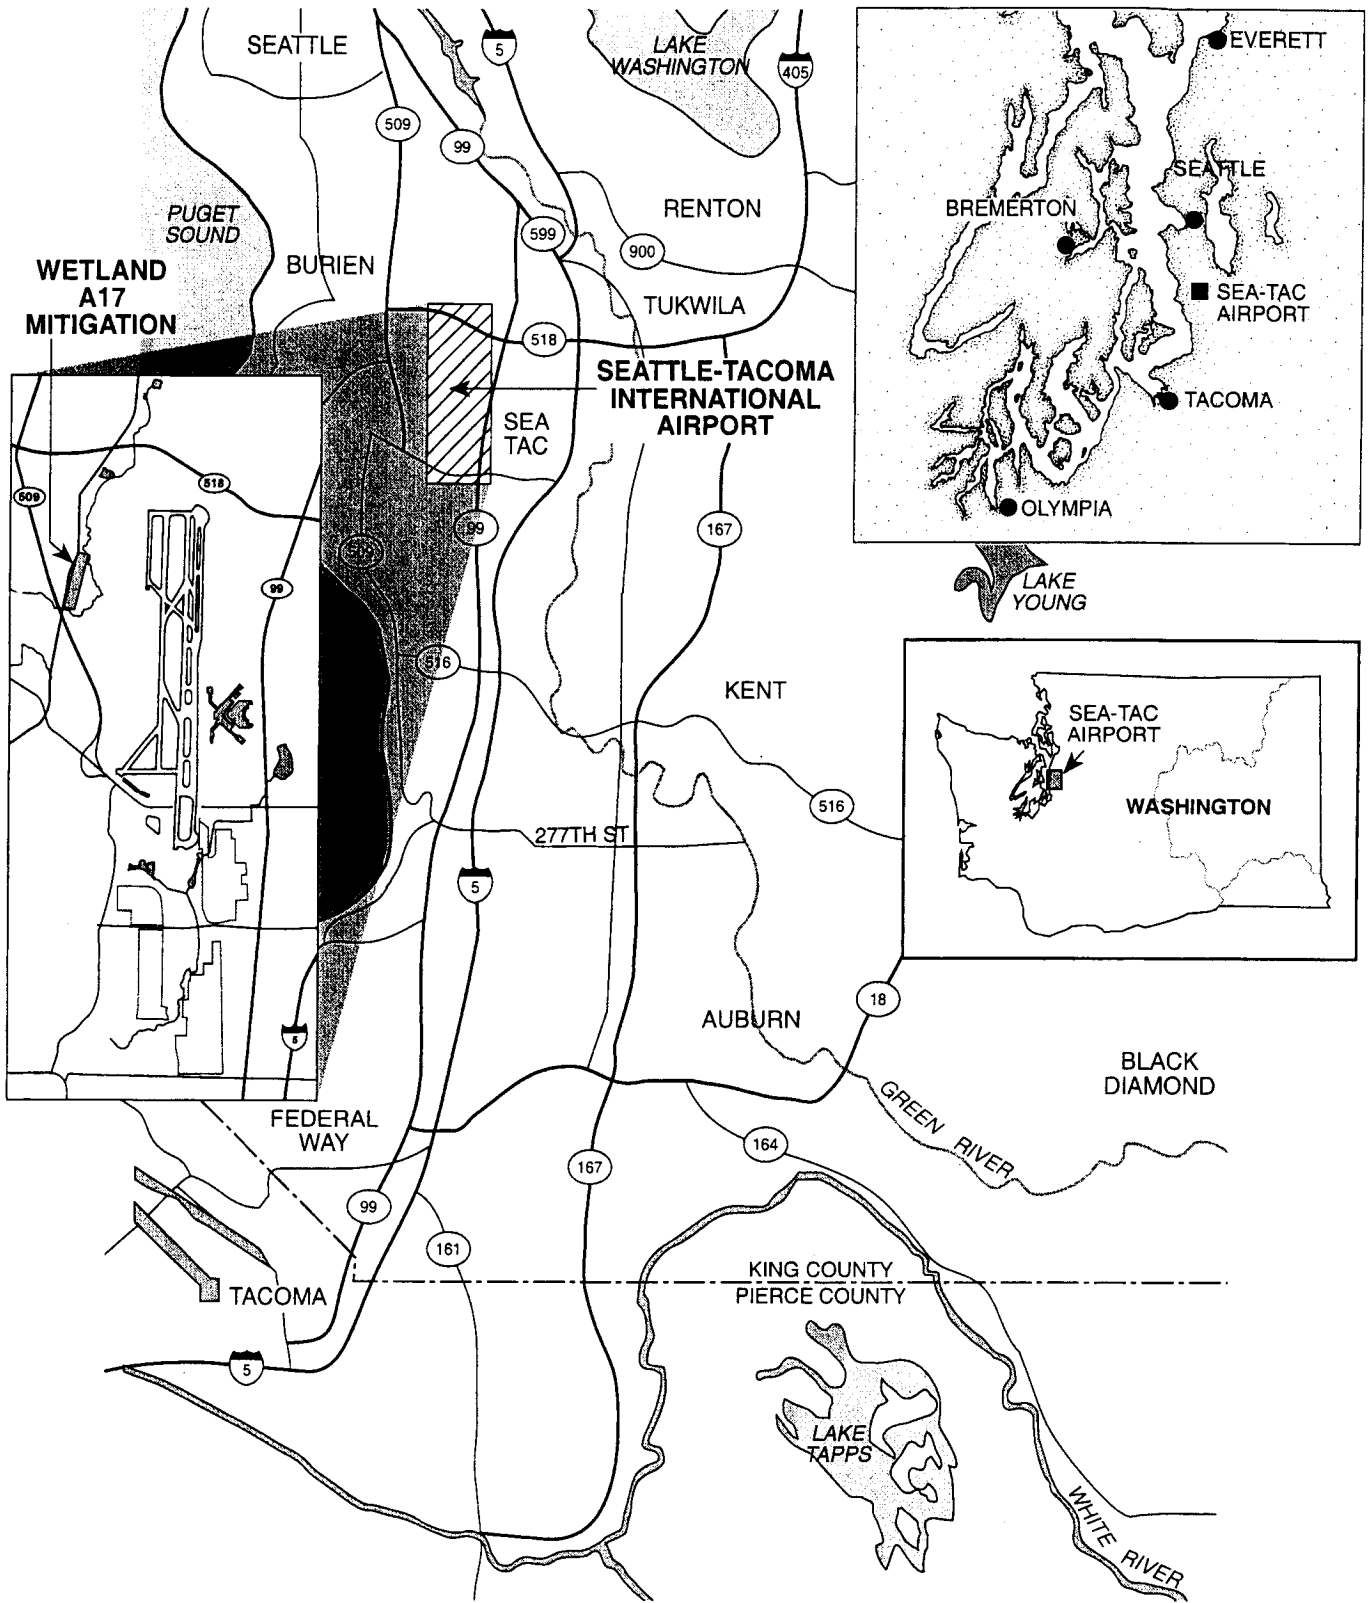 SEATTLE
5
LAKE
WASHINGTON
405
509
99
PUGET
SOUND
RENTON
599
900
BURIEN
TUKWILA
WETLAND
A17
MITIGATION
518
SEATTLE-TACOMA
INTERNATIONAL
AIRPORT
SEA
TAC
99
509
167
516
KENT
516
277TH ST
5
AUBURN
18
BLACK
DIAMOND
GREEN RIVER
FEDERAL
WAY
164
167
99
161
KING COUNTY
PIERCE COUNTY
TACOMA
5
LAKE
TAPPS
WHITE RIVER
509
518
99
5
EVERETT
SEATTLE
BREMERTON
SEA-TAC
AIRPORT
TACOMA
OLYMPIA
LAKE
YOUNG
SEA-TAC
AIRPORT
WASHINGTON